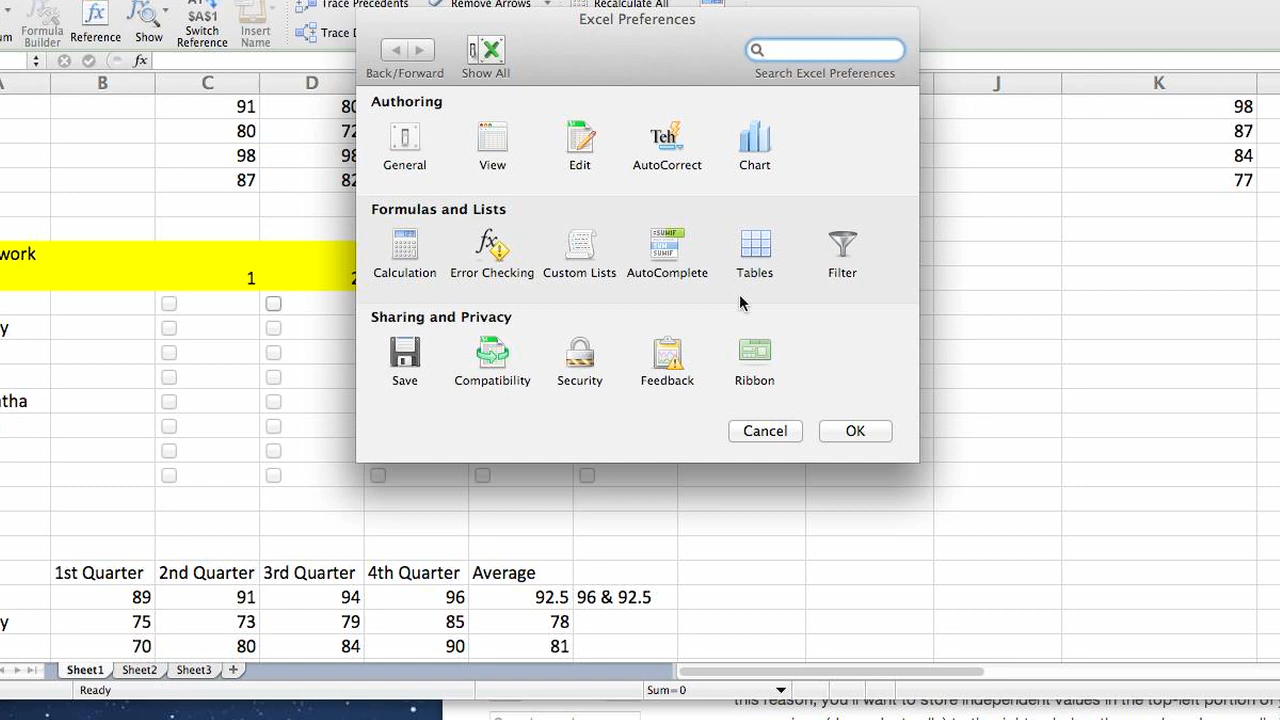 Trace Precedents
Remove Arrows
Recalculate All
A$1
SA$1
Formula Builder
Reference
Show
Switch Reference
Insert Name
Trace D
fx
Excel Preferences
Back/Forward
Show All
Search Excel Preferences
B C D J K
91 80 98
80 72 87
98 98 84
87 82 77
work
1 2
y
tha
Authoring
General View Edit AutoCorrect Chart
Formulas and Lists
Calculation Error Checking Custom Lists AutoComplete Tables Filter
Sharing and Privacy
Save Compatibility Security Feedback Ribbon
Cancel OK
1st Quarter 2nd Quarter 3rd Quarter 4th Quarter Average
89 91 94 96 92.5 96 & 92.5
y 75 73 79 85 78
70 80 84 90 81
Sheet1 Sheet2 Sheet3 +
Ready Sum=0
this reason, you'll want to store independent values in the top-left portion of